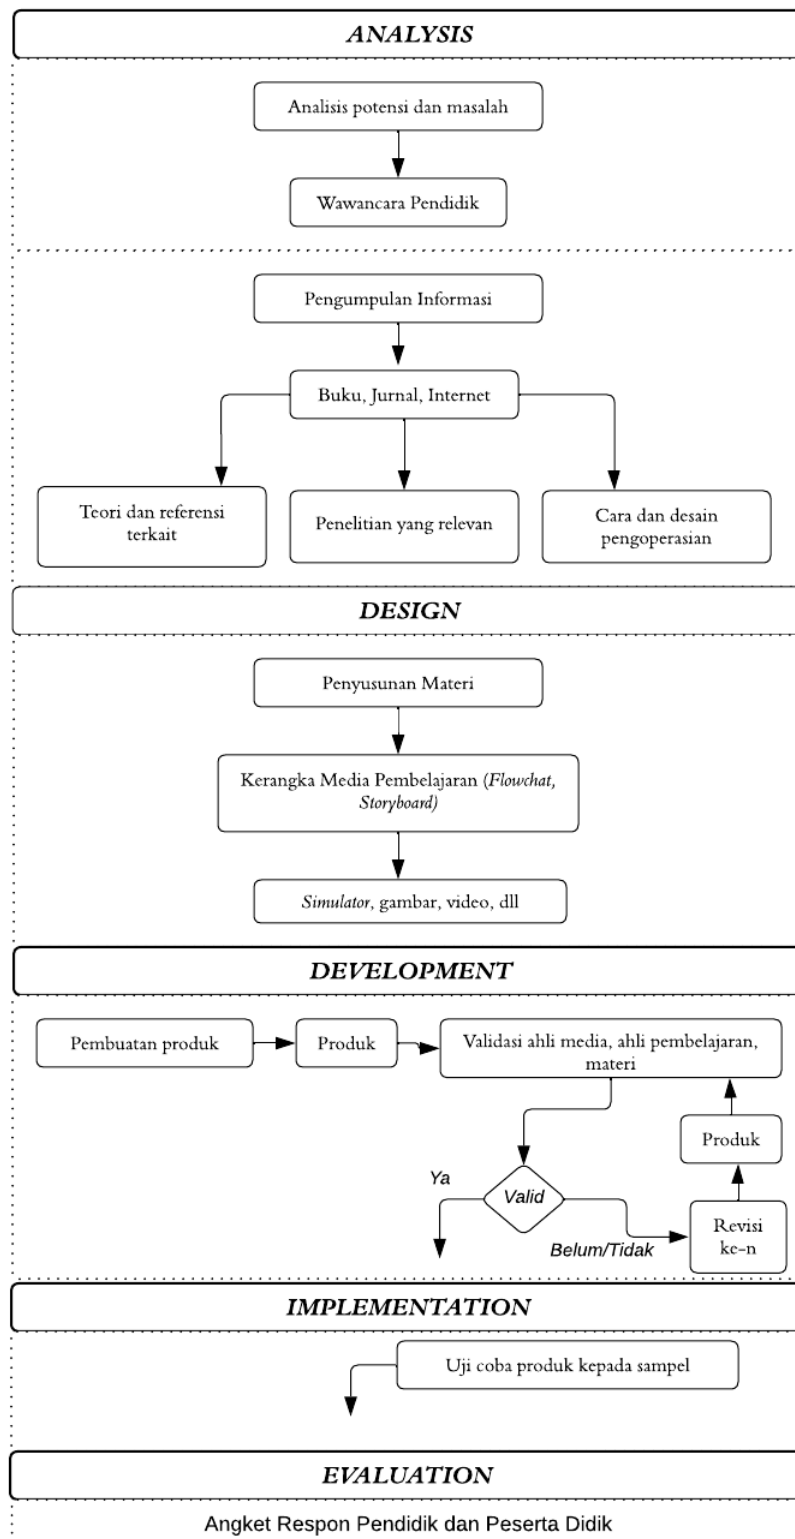 ANALYSIS
Analisis potensi dan masalah
Wawancara Pendidik
Pengumpulan Informasi
Buku, Jurnal, Internet
Teori dan referensi
terkait
Penelitian yang relevan
Cara dan desain
pengoperasian
DESIGN
Penyusunan Materi
Kerangka Media Pembelajaran (Flowchat,
Storyboard)
Simulator, gambar, video, dll
DEVELOPMENT
Pembuatan produk
Produk
Validasi ahli media, ahli pembelajaran,
materi
Produk
Ya
Valid
Belum/Tidak
Revisi
ke-n
IMPLEMENTATION
Uji coba produk kepada sampel
EVALUATION
Angket Respon Pendidik dan Peserta Didik